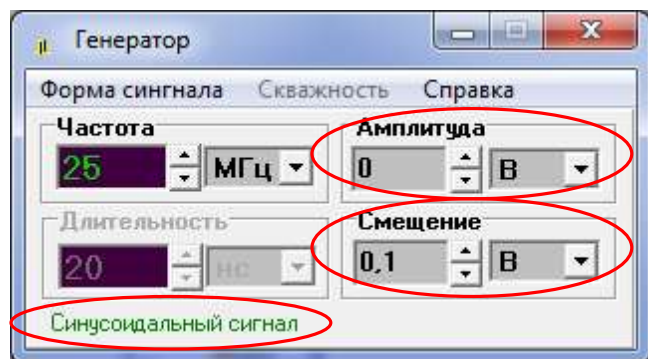 Генератор
Форма сингнала Скважность Справка
Частота Амплитуда
25 МГц 0 В
Длительность Смещение
20 нс 0,1 В
Синусоидальный сигнал